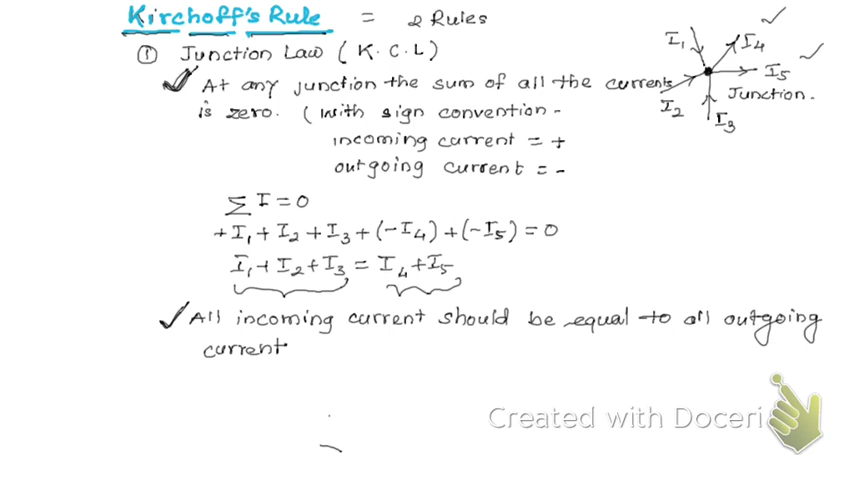 Kirchoff's Rule = 2 Rules
① Junction Law (K.C.L)
At any junction the sum of all the currents
is zero. (with sign convention -
incoming current = +
outgoing current = -
I₁ I₄
I₅
Junction.
I₂
I₃
∑ I = 0
+I₁ + I₂ + I₃ + (-I₄) + (-I₅) = 0
I₁ + I₂ + I₃ = I₄ + I₅
All incoming current should be equal to all outgoing
current
Created with Doceri